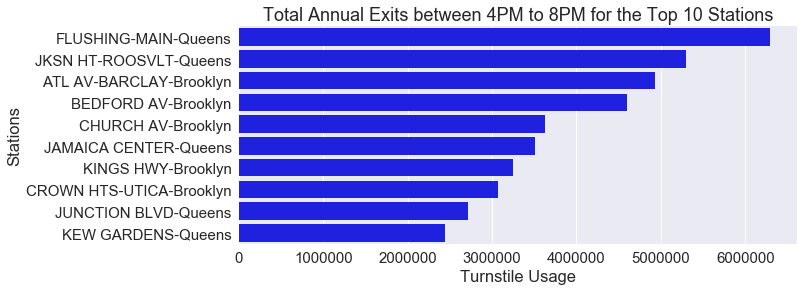 Total Annual Exits between 4PM to 8PM for the Top 10 Stations
Stations
FLUSHING-MAIN-Queens
JKSN HT-ROOSVLT-Queens
ATL AV-BARCLAY-Brooklyn
BEDFORD AV-Brooklyn
CHURCH AV-Brooklyn
JAMAICA CENTER-Queens
KINGS HWY-Brooklyn
CROWN HTS-UTICA-Brooklyn
JUNCTION BLVD-Queens
KEW GARDENS-Queens
0 1000000 2000000 3000000 4000000 5000000 6000000
Turnstile Usage